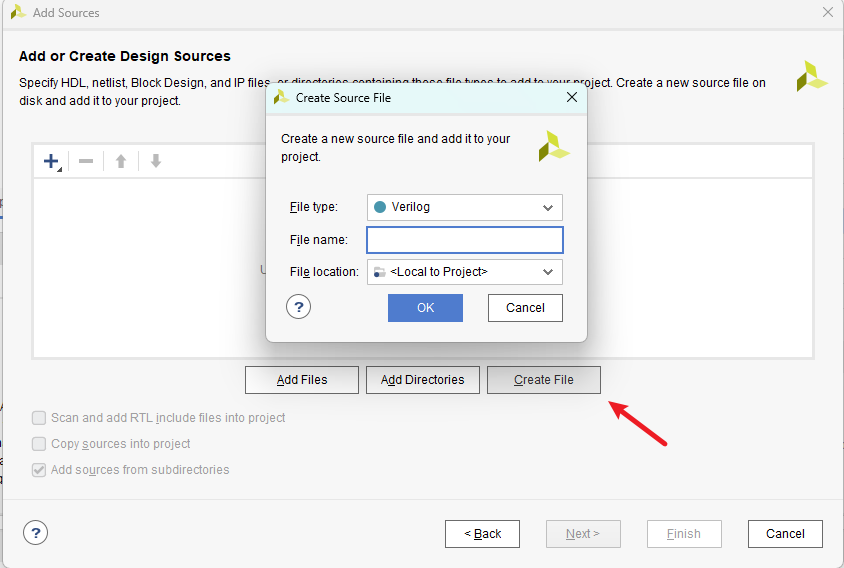 Add Sources
Add or Create Design Sources
Specify HDL, netlist, Block Design, and IP files, or directories containing those file types to add to your project. Create a new source file on
disk and add it to your project.
Create Source File
Create a new source file and add it to your
project.
File type:
Verilog
File name:
File location:
<Local to Project>
?
OK
Cancel
Add Files
Add Directories
Create File
Scan and add RTL include files into project
Copy sources into project
Add sources from subdirectories
?
< Back
Next >
Finish
Cancel